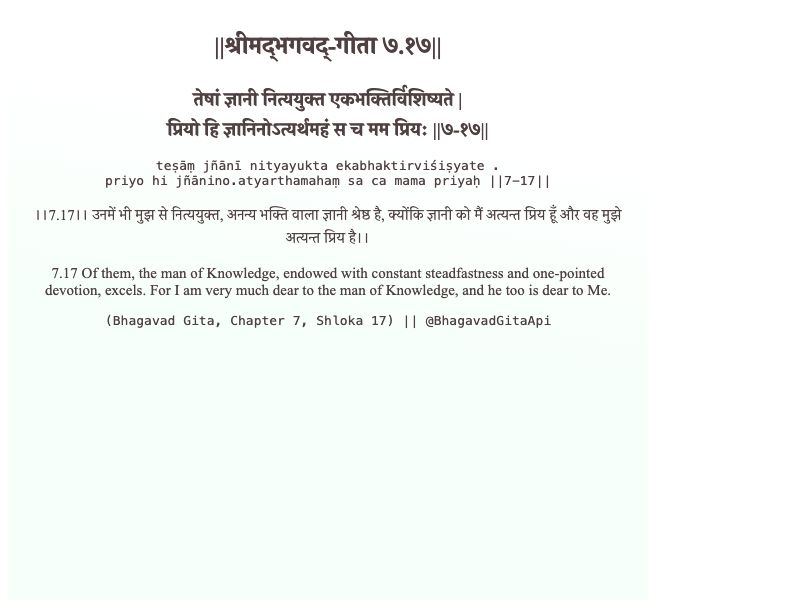 ||श्रीमद्‍भगवद्‍-गीता ७.१७||
तेषां ज्ञानी नित्ययुक्त एकभक्ितर्विशिष्यते |
प्रियो हि ज्ञानिनोऽत्यर्थमहं स च मम प्रियः ||७-१७||
teṣāṃ jñānī nityayukta ekabhaktirviśiṣyate .
priyo hi jñānino.atyarthamahaṃ sa ca mama priyaḥ ||7-17||
।।7.17।। उनमें भी मुझ से नित्ययुक्त, अनन्य भक्ति वाला ज्ञानी श्रेष्ठ है, क्योंकि ज्ञानी को मैं अत्यन्त प्रिय हूँ और वह मुझे
अत्यन्त प्रिय है।।
7.17 Of them, the man of Knowledge, endowed with constant steadfastness and one-pointed
devotion, excels. For I am very much dear to the man of Knowledge, and he too is dear to Me.
(Bhagavad Gita, Chapter 7, Shloka 17) || @BhagavadGitaApi